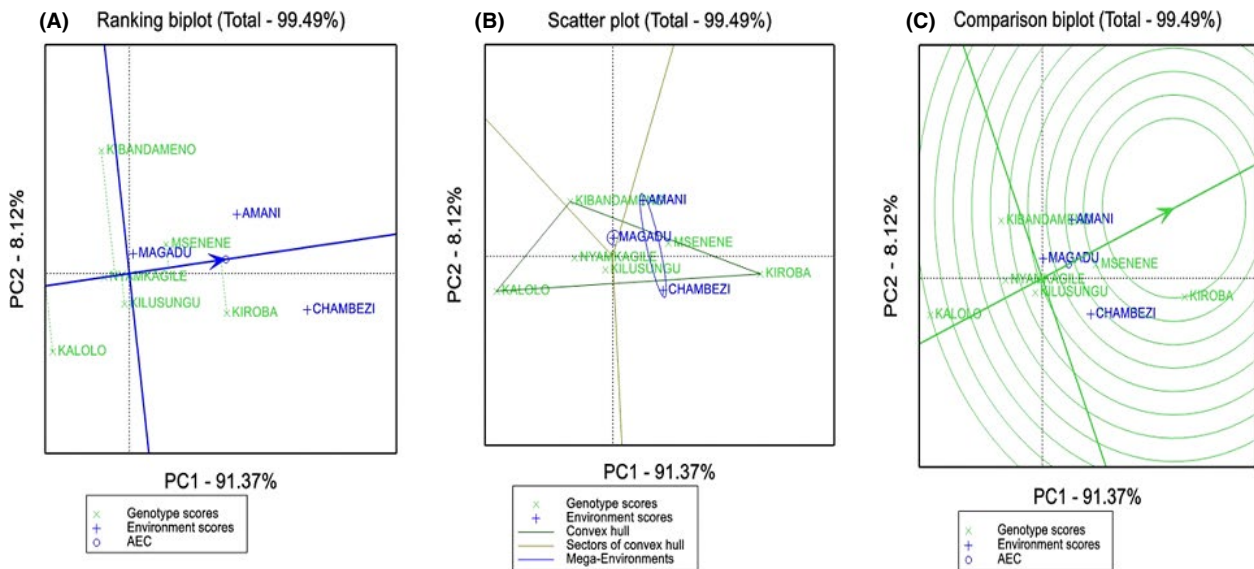 (A)
Ranking biplot (Total - 99.49%)
PC2 - 8.12%
KIBANDAMENO
AMANI
MSENENE
MAGADU
NYAMKAGILE
KILUSUNGU
KIROBA
CHAMBEZI
KALOLO
PC1 - 91.37%
Genotype scores
Environment scores
AEC
(B)
Scatter plot (Total - 99.49%)
PC2 - 8.12%
KIBANDAMENO
AMANI
MAGADU
MSENENE
NYAMKAGILE
KILUSUNGU
KIROBA
KALOLO
CHAMBEZI
PC1 - 91.37%
Genotype scores
Environment scores
Convex hull
Sectors of convex hull
Mega-Environments
(C)
Comparison biplot (Total - 99.49%)
PC2 - 8.12%
KIBANDAMENO
AMANI
MAGADU
MSENENE
NYAMKAGILE
KILUSUNGU
KIROBA
KALOLO
CHAMBEZI
PC1 - 91.37%
Genotype scores
Environment scores
AEC